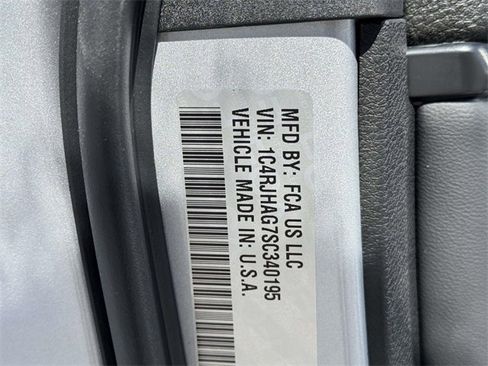 MFD BY: FCA US LLC
VIN: 1C4RJHAG7SC340195
VEHICLE MADE IN: U.S.A.